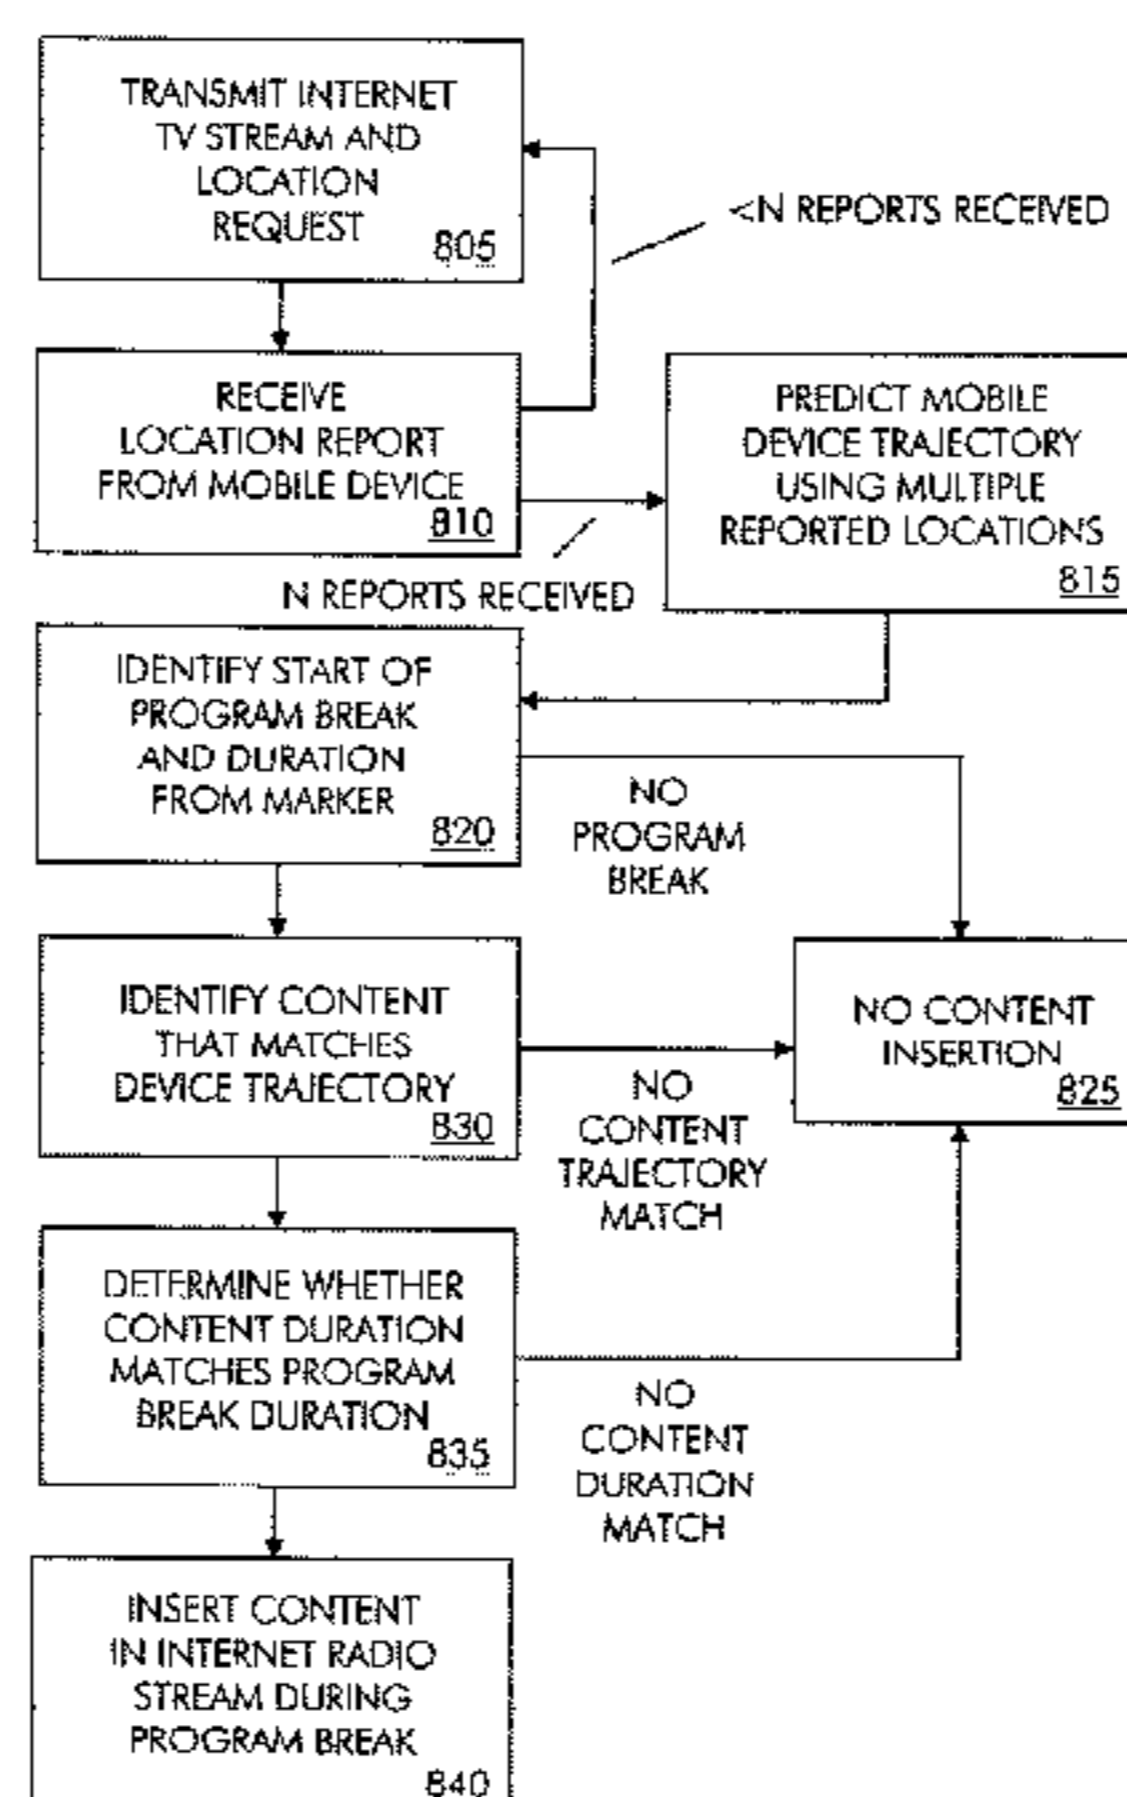 TRANSMIT INTERNET
TV STREAM AND
LOCATION
REQUEST
805
<N REPORTS RECEIVED
RECEIVE
LOCATION REPORT
FROM MOBILE DEVICE
810
PREDICT MOBILE
DEVICE TRAJECTORY
USING MULTIPLE
REPORTED LOCATIONS
815
N REPORTS RECEIVED
IDENTIFY START OF
PROGRAM BREAK
AND DURATION
FROM MARKER
820
NO
PROGRAM
BREAK
IDENTIFY CONTENT
THAT MATCHES
DEVICE TRAJECTORY
830
NO CONTENT
INSERTION
825
NO
CONTENT
TRAJECTORY
MATCH
DETERMINE WHETHER
CONTENT DURATION
MATCHES PROGRAM
BREAK DURATION
835
NO
CONTENT
DURATION
MATCH
INSERT CONTENT
IN INTERNET RADIO
STREAM DURING
PROGRAM BREAK
840